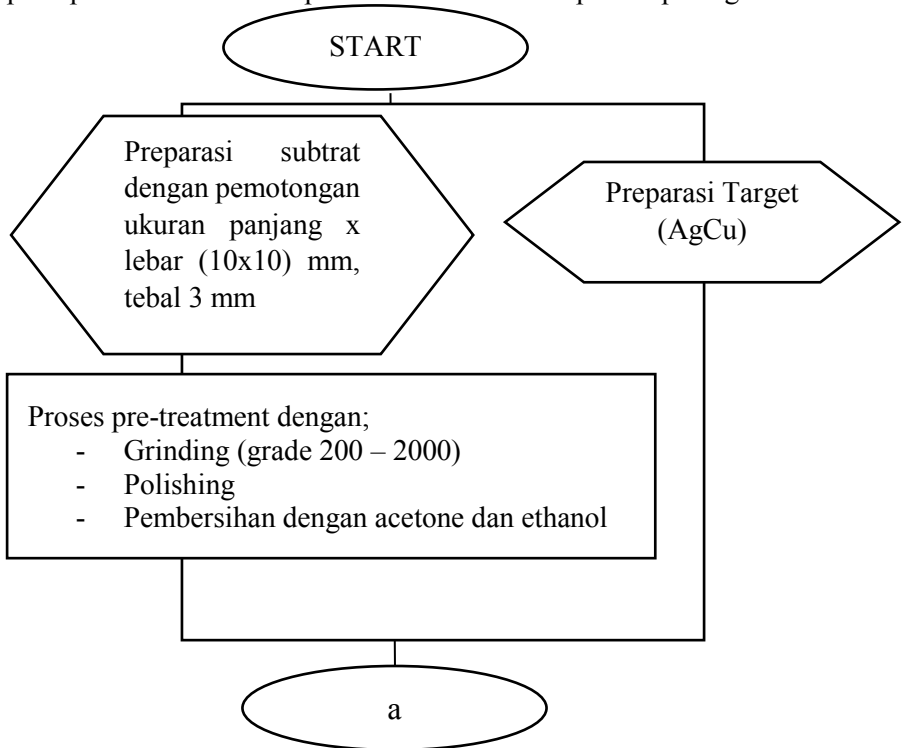 START
Preparasi subtrat
dengan pemotongan
ukuran panjang x
lebar (10x10) mm,
tebal 3 mm
Preparasi Target
(AgCu)
Proses pre-treatment dengan;
- Grinding (grade 200 – 2000)
- Polishing
- Pembersihan dengan acetone dan ethanol
a